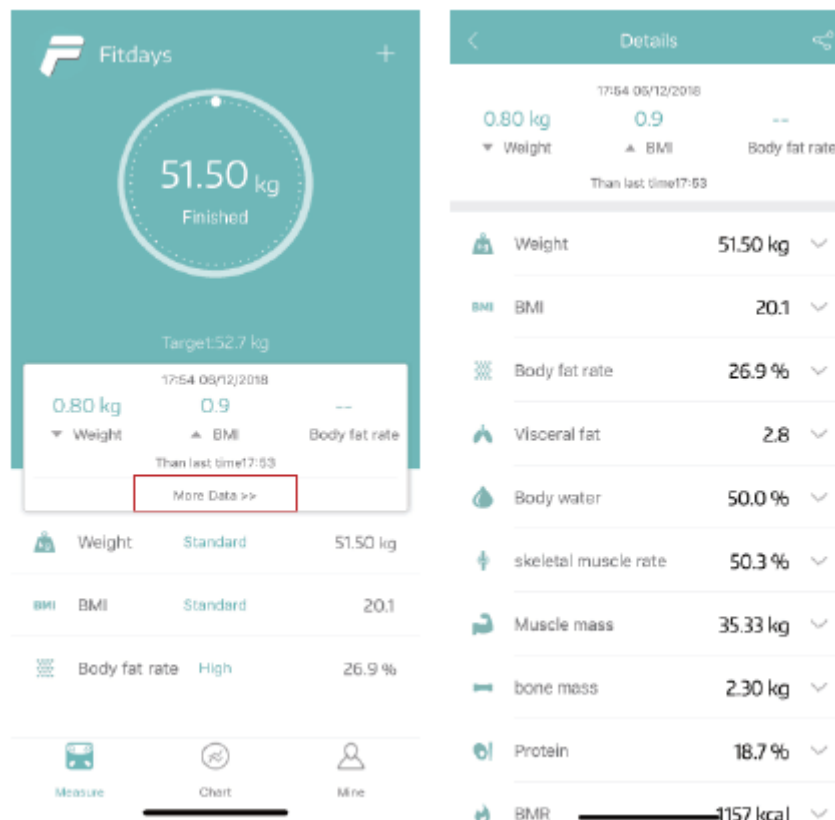 Fitdays
+
51.50 kg
Finished
Target:52.7 kg
17:54 06/12/2018
0.80 kg 0.9 --
▼ Weight ▲ BMI Body fat rate
Than last time17:53
More Data >>
kg Weight Standard 51.50 kg
BMI BMI Standard 20.1
Body fat rate High 26.9 %
Measure Chart Mine
Details
17:54 06/12/2018
0.80 kg 0.9 --
▼ Weight ▲ BMI Body fat rate
Than last time17:53
kg Weight 51.50 kg
BMI BMI 20.1
Body fat rate 26.9 %
Visceral fat 2.8
Body water 50.0 %
skeletal muscle rate 50.3 %
Muscle mass 35.33 kg
bone mass 2.30 kg
Protein 18.7 %
BMR 1157 kcal